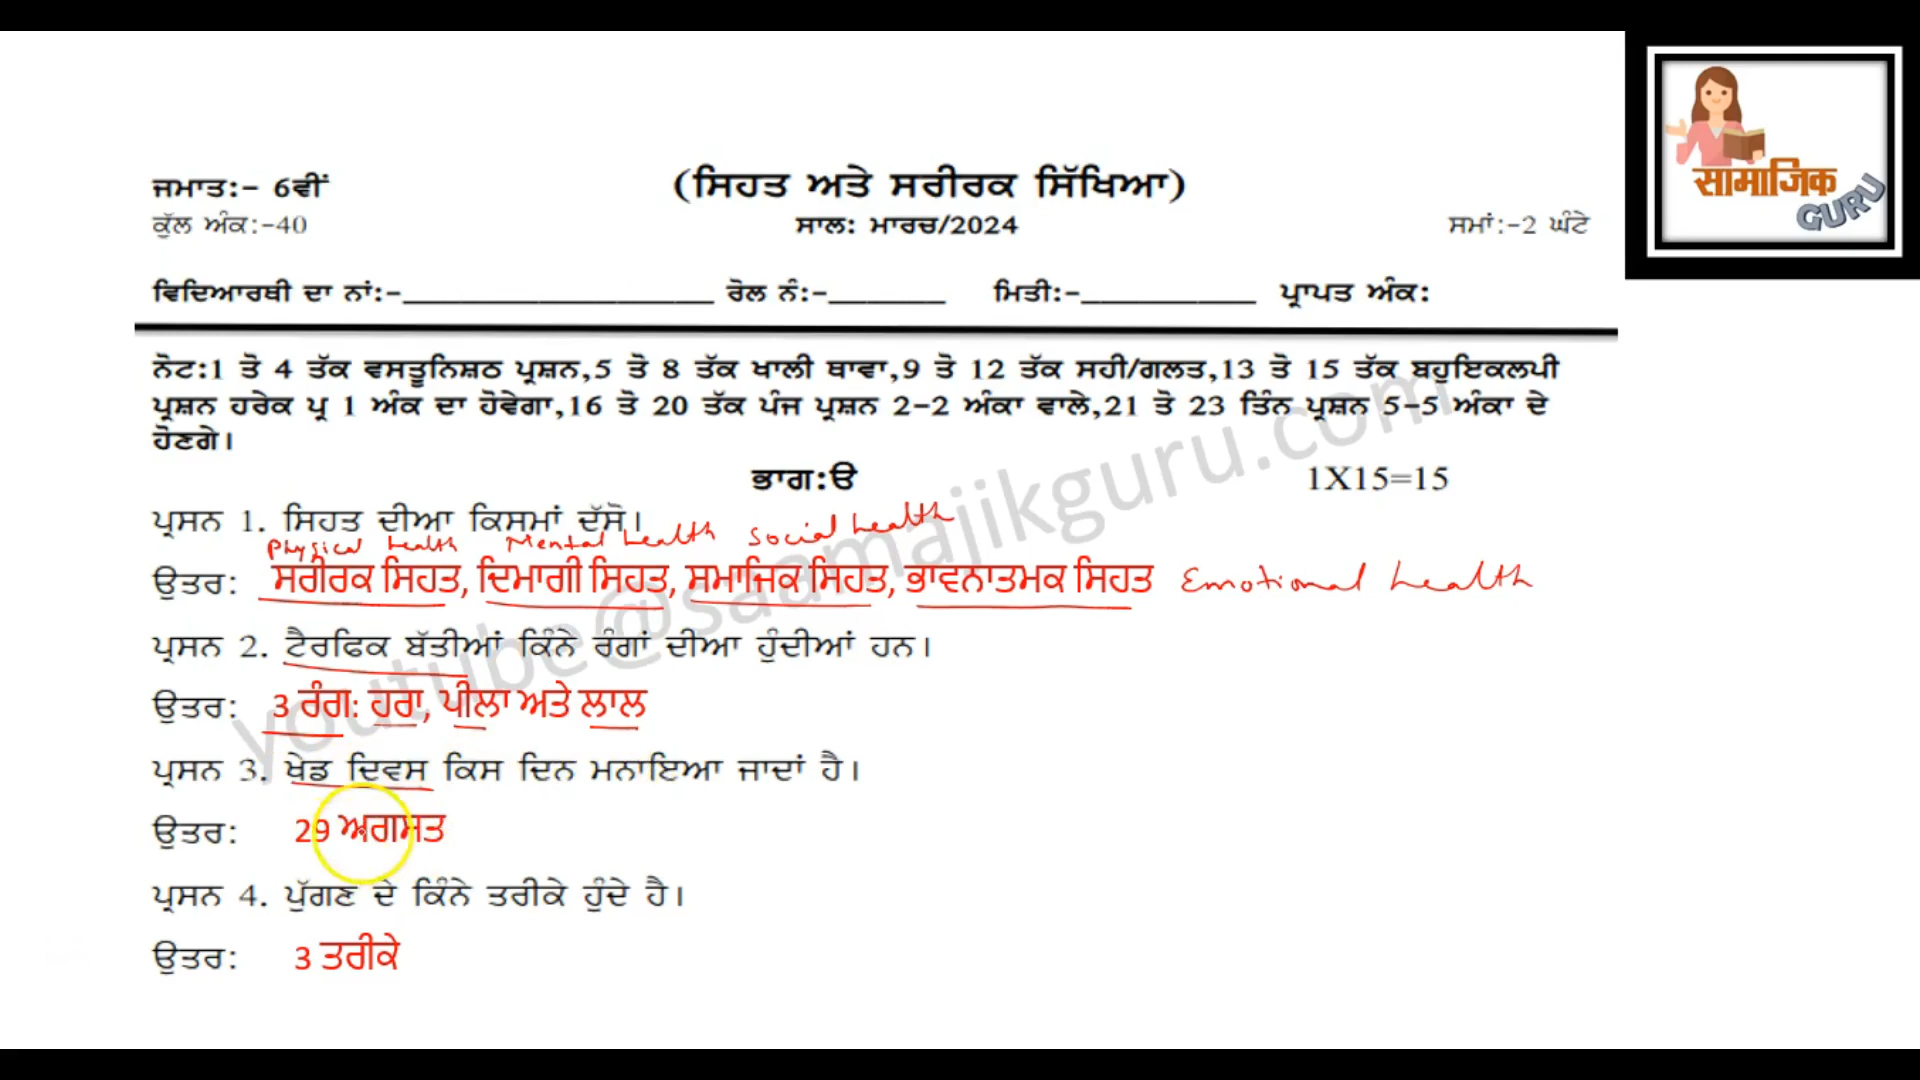 सामाजिक
GURU
ਜਮਾਤ:- 6ਵੀਂ
(ਸਿਹਤ ਅਤੇ ਸਰੀਰਕ ਸਿੱਖਿਆ)
ਕੁੱਲ ਅੰਕ:-40
ਸਾਲ: ਮਾਰਚ/2024
ਸਮਾਂ:-2 ਘੰਟੇ
ਵਿਦਿਆਰਥੀ ਦਾ ਨਾਂ:-__________________ ਰੋਲ ਨੰ:-_______ ਮਿਤੀ:-__________ ਪ੍ਰਾਪਤ ਅੰਕ:
ਨੋਟ:1 ਤੋ 4 ਤੱਕ ਵਸਤੂਨਿਸ਼ਠ ਪ੍ਰਸ਼ਨ,5 ਤੋ 8 ਤੱਕ ਖਾਲੀ ਥਾਵਾ,9 ਤੋ 12 ਤੱਕ ਸਹੀ/ਗਲਤ,13 ਤੋ 15 ਤੱਕ ਬਹੁਇਕਲਪੀ
ਪ੍ਰਸ਼ਨ ਹਰੇਕ ਪ੍ਰ 1 ਅੰਕ ਦਾ ਹੋਵੇਗਾ,16 ਤੋ 20 ਤੱਕ ਪੰਜ ਪ੍ਰਸ਼ਨ 2-2 ਅੰਕਾ ਵਾਲੇ,21 ਤੋ 23 ਤਿੰਨ ਪ੍ਰਸ਼ਨ 5-5 ਅੰਕਾ ਦੇ
ਹੋਣਗੇ।
ਭਾਗ:ੳ
1X15=15
ਪ੍ਰਸਨ 1. ਸਿਹਤ ਦੀਆ ਕਿਸਮਾਂ ਦੱਸੋ।
Physical health Mental health Social health
ਉਤਰ: ਸਰੀਰਕ ਸਿਹਤ, ਦਿਮਾਗੀ ਸਿਹਤ, ਸਮਾਜਿਕ ਸਿਹਤ, ਭਾਵਨਾਤਮਕ ਸਿਹਤ Emotional health
ਪ੍ਰਸਨ 2. ਟੈਰਫਿਕ ਬੱਤੀਆਂ ਕਿੰਨੇ ਰੰਗਾਂ ਦੀਆ ਹੁੰਦੀਆਂ ਹਨ।
ਉਤਰ: 3 ਰੰਗ: ਹਰਾ, ਪੀਲਾ ਅਤੇ ਲਾਲ
ਪ੍ਰਸਨ 3. ਖੇਡ ਦਿਵਸ ਕਿਸ ਦਿਨ ਮਨਾਇਆ ਜਾਦਾਂ ਹੈ।
ਉਤਰ: 29 ਅਗਸਤ
ਪ੍ਰਸਨ 4. ਪੁੱਗਣ ਦੇ ਕਿੰਨੇ ਤਰੀਕੇ ਹੁੰਦੇ ਹੈ।
ਉਤਰ: 3 ਤਰੀਕੇ
youtube@saamajikguru.com